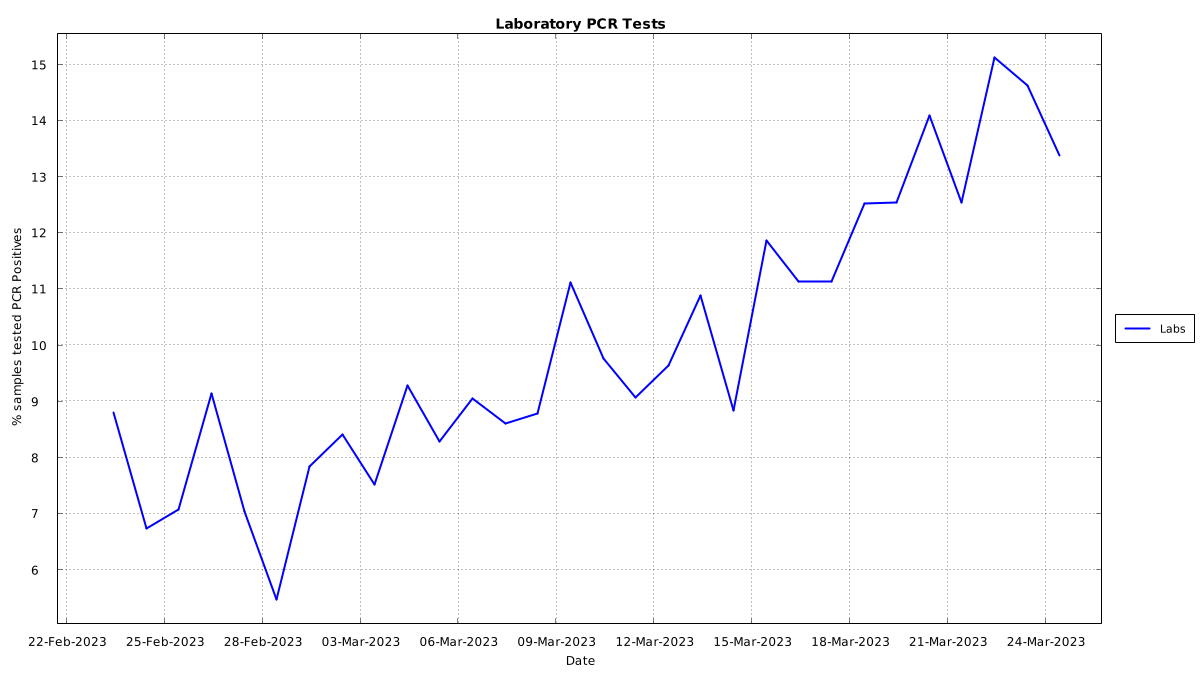 Laboratory PCR Tests
15
14
13
12
11
10
9
8
7
6
% samples tested PCR Positives
Labs
22-Feb-2023 25-Feb-2023 28-Feb-2023 03-Mar-2023 06-Mar-2023 09-Mar-2023 12-Mar-2023 15-Mar-2023 18-Mar-2023 21-Mar-2023 24-Mar-2023
Date